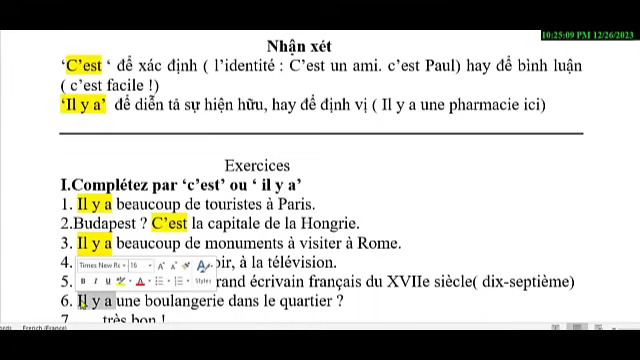 10:25:09 PM 12/26/2023
Nhận xét
‘C’est ‘ để xác định ( l’identité : C’est un ami. c’est Paul) hay để bình luận
( c’est facile !)
‘Il y a’ để diễn tả sự hiện hữu, hay để định vị ( Il y a une pharmacie ici)
Exercices
I.Complétez par ‘c’est’ ou ‘ il y a’
1. Il y a beaucoup de touristes à Paris.
2.Budapest ? C’est la capitale de la Hongrie.
3. Il y a beaucoup de monuments à visiter à Rome.
4. oir, à la télévision.
Times New Ro 16
5. rand écrivain français du XVIIe siècle( dix-septième)
Styles
6. Il y a une boulangerie dans le quartier ?
7 très bon !
French (France)